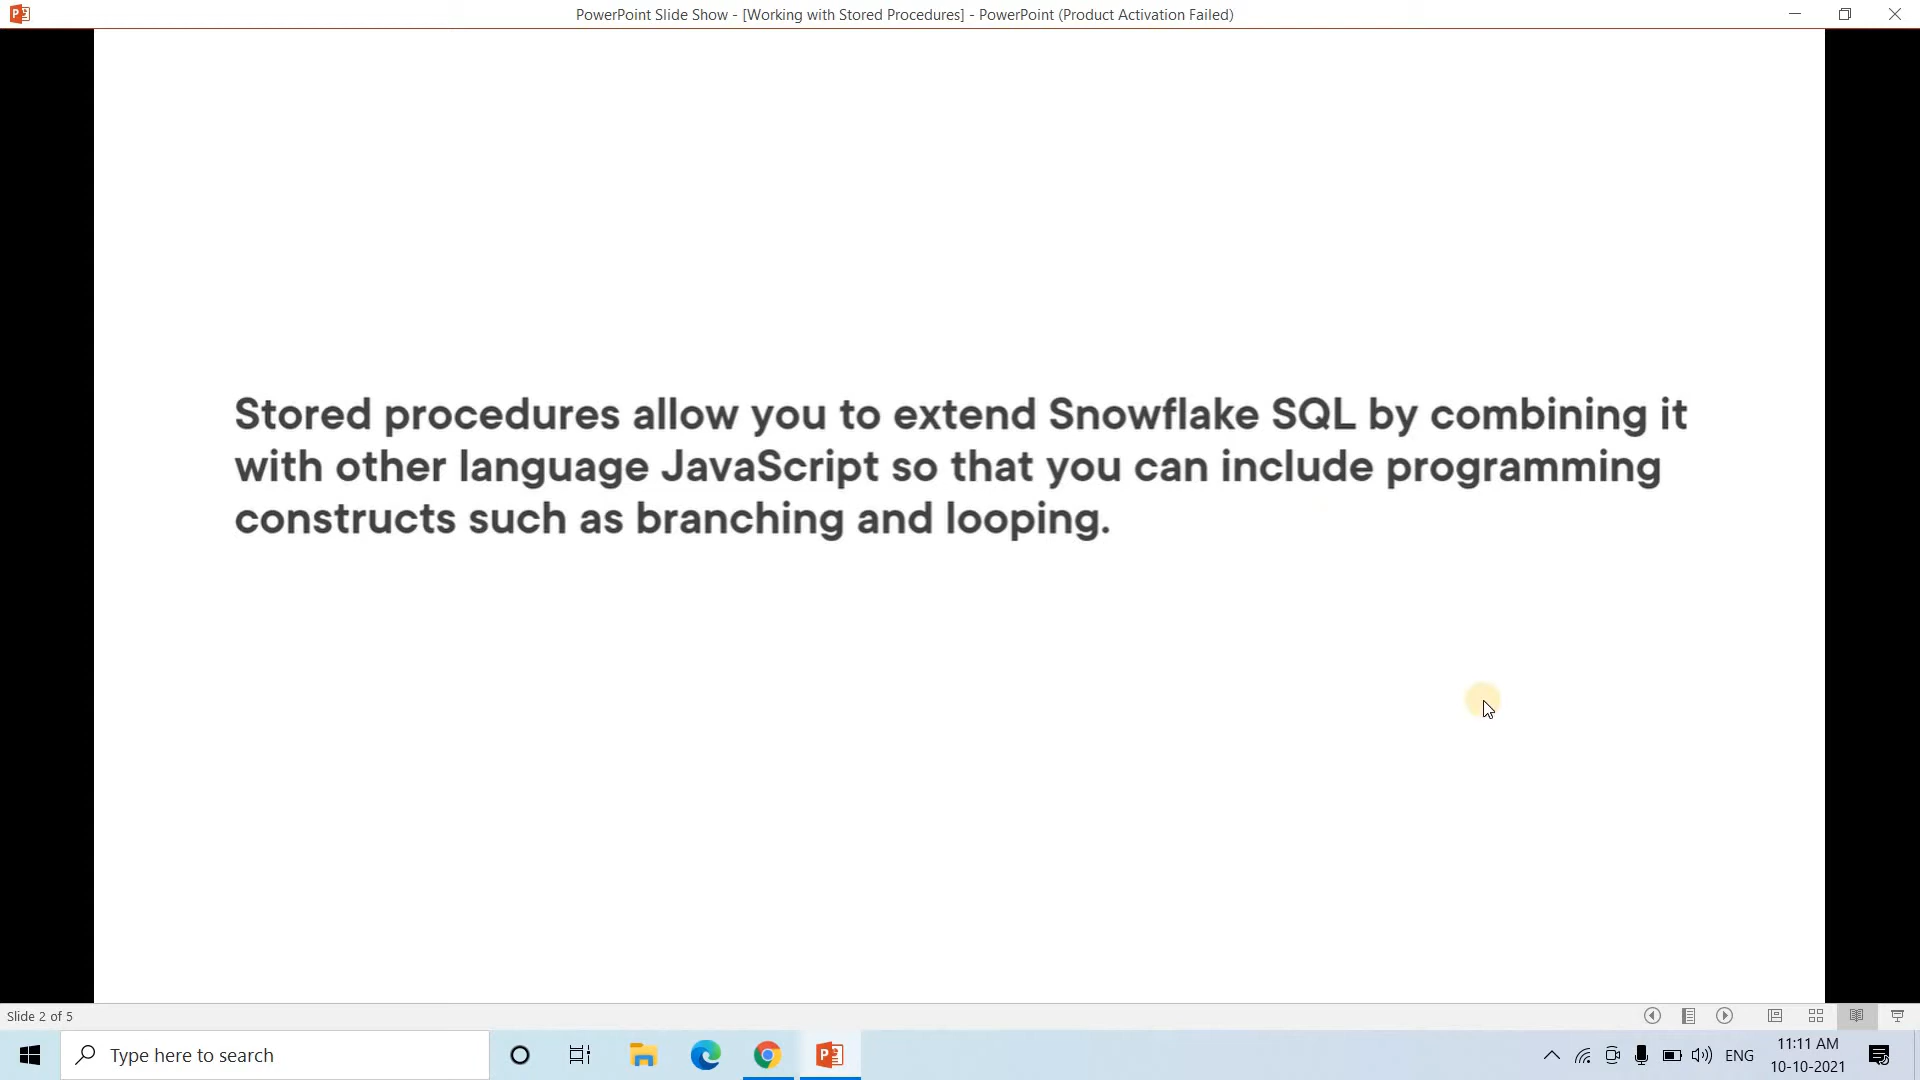 PowerPoint Slide Show - [Working with Stored Procedures] - PowerPoint (Product Activation Failed)
Stored procedures allow you to extend Snowflake SQL by combining it
with other language JavaScript so that you can include programming
constructs such as branching and looping.
Slide 2 of 5
Type here to search
ENG
11:11 AM
10-10-2021